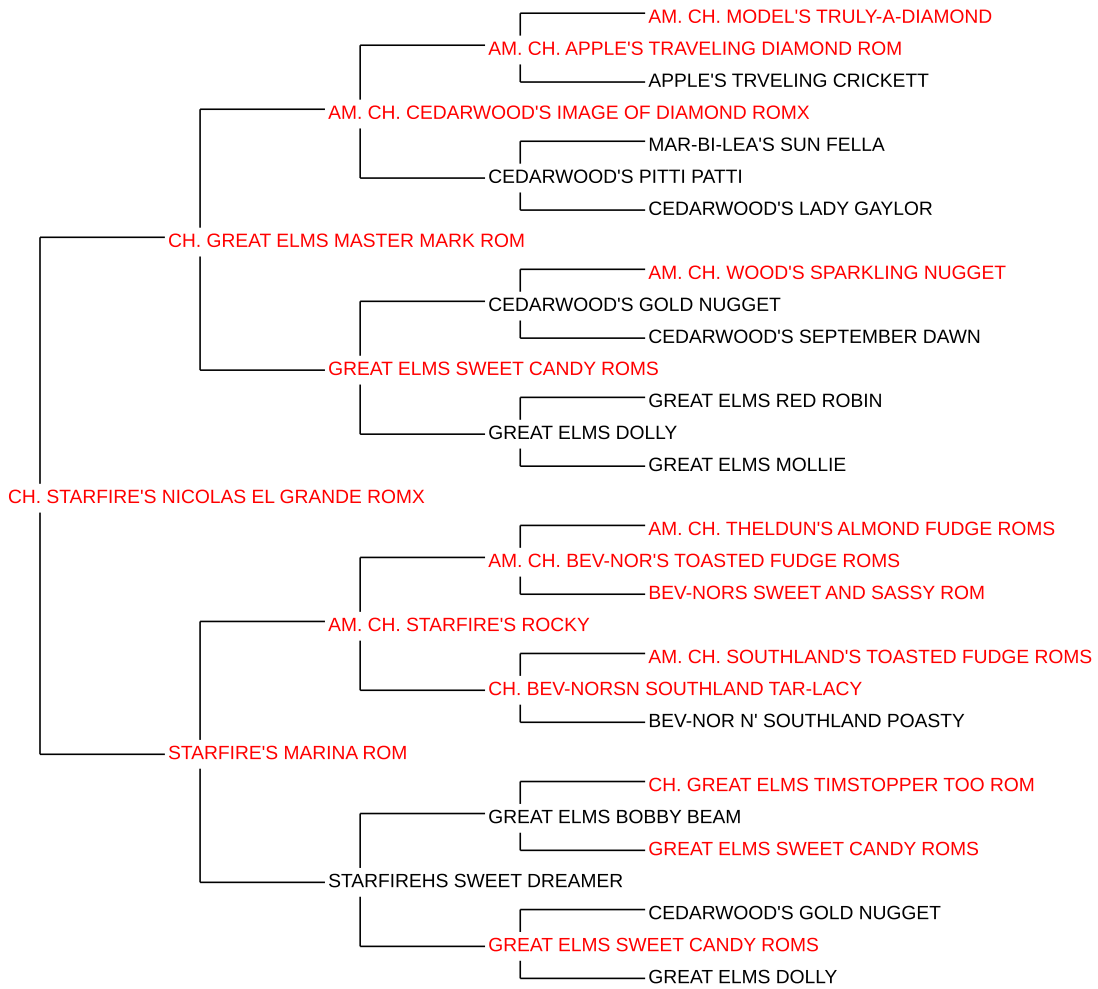 AM. CH. MODEL'S TRULY-A-DIAMOND
AM. CH. APPLE'S TRAVELING DIAMOND ROM
APPLE'S TRVELING CRICKETT
AM. CH. CEDARWOOD'S IMAGE OF DIAMOND ROMX
MAR-BI-LEA'S SUN FELLA
CEDARWOOD'S PITTI PATTI
CEDARWOOD'S LADY GAYLOR
CH. GREAT ELMS MASTER MARK ROM
AM. CH. WOOD'S SPARKLING NUGGET
CEDARWOOD'S GOLD NUGGET
CEDARWOOD'S SEPTEMBER DAWN
GREAT ELMS SWEET CANDY ROMS
GREAT ELMS RED ROBIN
GREAT ELMS DOLLY
GREAT ELMS MOLLIE
CH. STARFIRE'S NICOLAS EL GRANDE ROMX
AM. CH. THELDUN'S ALMOND FUDGE ROMS
AM. CH. BEV-NOR'S TOASTED FUDGE ROMS
BEV-NORS SWEET AND SASSY ROM
AM. CH. STARFIRE'S ROCKY
AM. CH. SOUTHLAND'S TOASTED FUDGE ROMS
CH. BEV-NORSN SOUTHLAND TAR-LACY
BEV-NOR N' SOUTHLAND POASTY
STARFIRE'S MARINA ROM
CH. GREAT ELMS TIMSTOPPER TOO ROM
GREAT ELMS BOBBY BEAM
GREAT ELMS SWEET CANDY ROMS
STARFIREHS SWEET DREAMER
CEDARWOOD'S GOLD NUGGET
GREAT ELMS SWEET CANDY ROMS
GREAT ELMS DOLLY